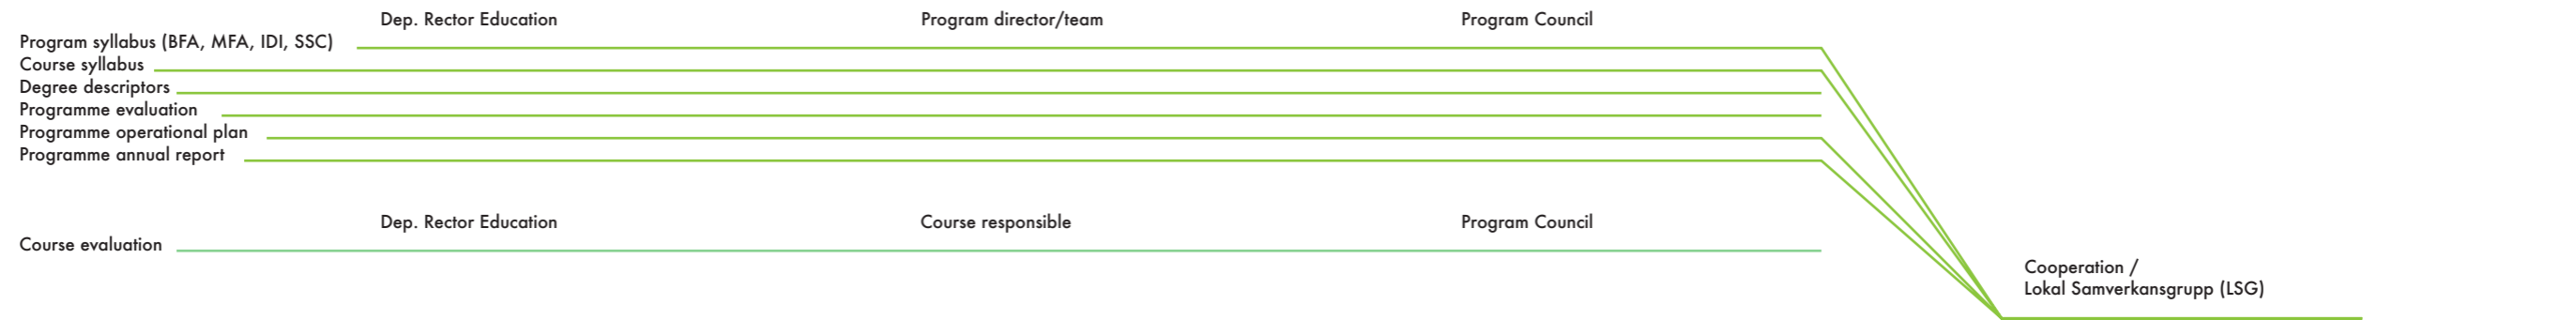 Dep. Rector Education Program director/team Program Council
Program syllabus (BFA, MFA, IDI, SSC)
Course syllabus
Degree descriptors
Programme evaluation
Programme operational plan
Programme annual report
Dep. Rector Education Course responsible Program Council
Course evaluation
Cooperation /
Lokal Samverkansgrupp (LSG)